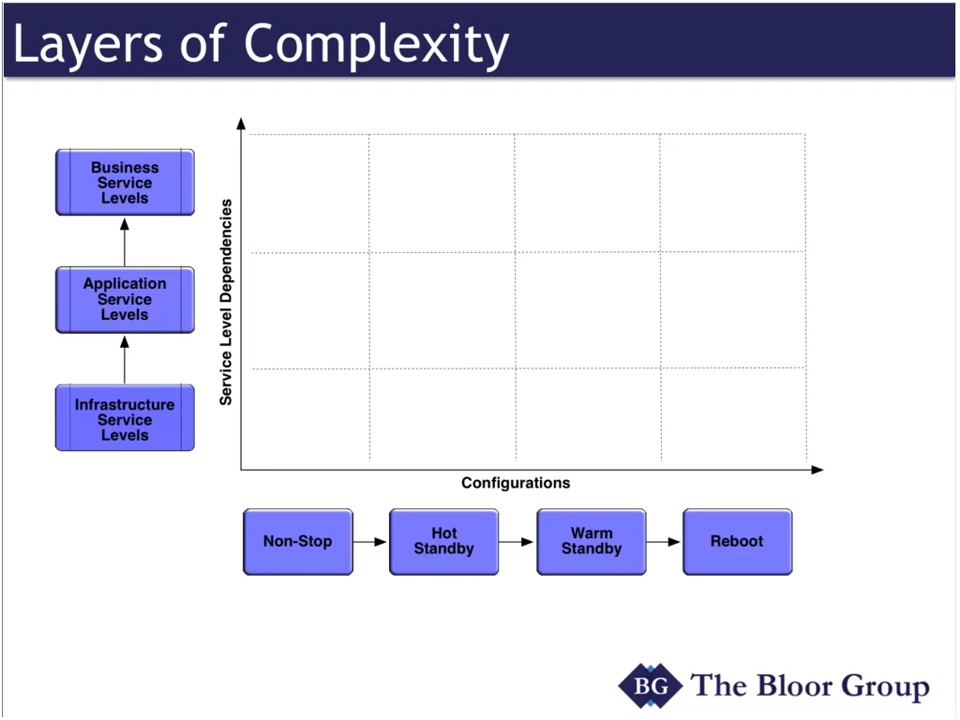 Layers of Complexity
Business
Service
Levels
Application
Service
Levels
Infrastructure
Service
Levels
Service Level Dependencies
Configurations
Non-Stop
Hot
Standby
Warm
Standby
Reboot
BG The Bloor Group